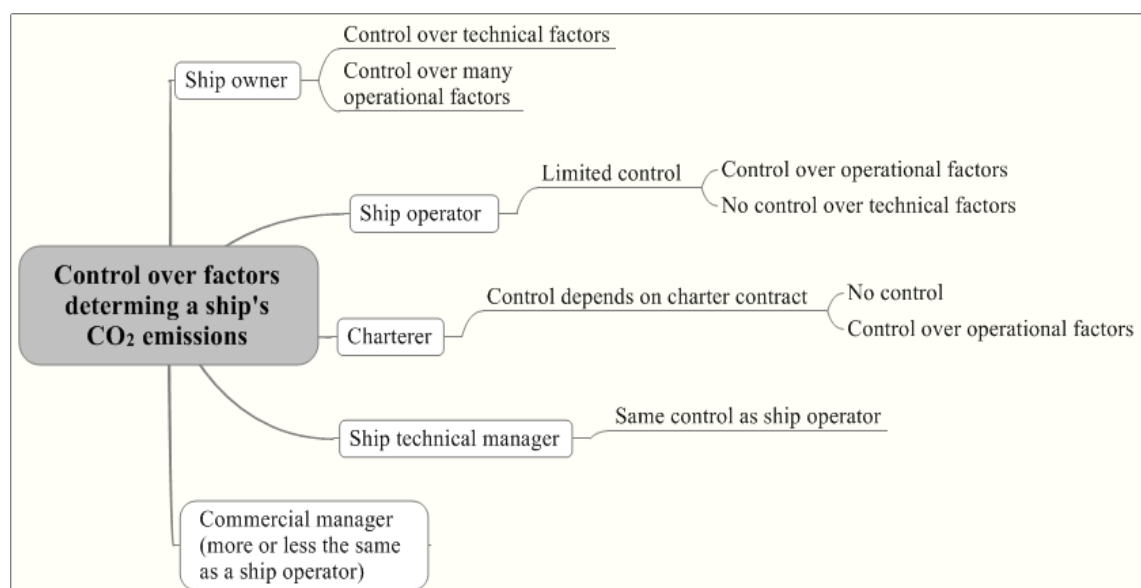 Control over technical factors
Ship owner
Control over many
operational factors
Limited control
Control over operational factors
Ship operator
No control over technical factors
Control over factors
determing a ship's
CO₂ emissions
Control depends on charter contract
No control
Charterer
Control over operational factors
Same control as ship operator
Ship technical manager
Commercial manager
(more or less the same
as a ship operator)